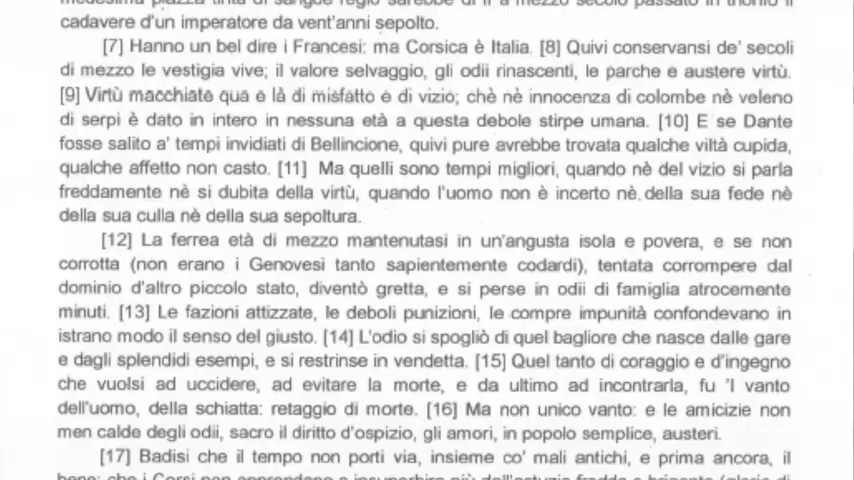 medesima piazza tinta di sangue regio sarebbe di lì a mezzo secolo passato in trionfo il
cadavere d'un imperatore da vent'anni sepolto.
[7] Hanno un bel dire i Francesi: ma Corsica è Italia. [8] Quivi conservansi de' secoli
di mezzo le vestigia vive; il valore selvaggio, gli odii rinascenti, le parche e austere virtù.
[9] Virtù macchiate qua e là di misfatto e di vizio; chè nè innocenza di colombe nè veleno
di serpi è dato in intero in nessuna età a questa debole stirpe umana. [10] E se Dante
fosse salito a' tempi invidiati di Bellincione, quivi pure avrebbe trovata qualche viltà cupida,
qualche affetto non casto. [11] Ma quelli sono tempi migliori, quando nè del vizio si parla
freddamente nè si dubita della virtù, quando l'uomo non è incerto nè della sua fede nè
della sua culla nè della sua sepoltura.
[12] La ferrea età di mezzo mantenutasi in un'angusta isola e povera, e se non
corrotta (non erano i Genovesi tanto sapientemente codardi), tentata corrompere dal
dominio d'altro piccolo stato, diventò gretta, e si perse in odii di famiglia atrocemente
minuti. [13] Le fazioni attizzate, le deboli punizioni, le compre impunità confondevano in
istrano modo il senso del giusto. [14] L'odio si spogliò di quel bagliore che nasce dalle gare
e dagli splendidi esempi, e si restrinse in vendetta. [15] Quel tanto di coraggio e d'ingegno
che vuolsi ad uccidere, ad evitare la morte, e da ultimo ad incontrarla, fu 'l vanto
dell'uomo, della schiatta: retaggio di morte. [16] Ma non unico vanto: e le amicizie non
men calde degli odii, sacro il diritto d'ospizio, gli amori, in popolo semplice, austeri.
[17] Badisi che il tempo non porti via, insieme co' mali antichi, e prima ancora, il
bene: che i Corsi non apprendano a insuperbire più dell'astuzia fredda e brigante (gloria di